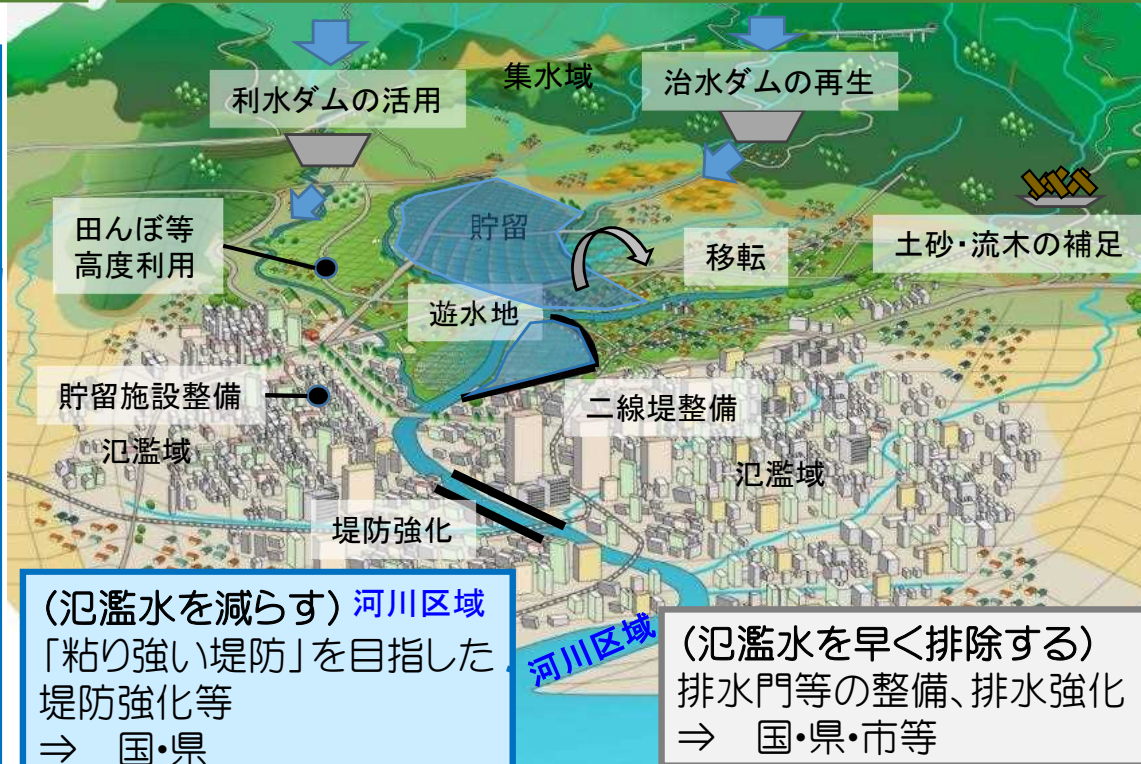 集水域
利水ダムの活用
治水ダムの再生
田んぼ等
高度利用
貯留
移転
土砂・流木の補足
遊水地
貯留施設整備
二線堤整備
氾濫域
氾濫域
堤防強化
(氾濫水を減らす) 河川区域
「粘り強い堤防」を目指した
堤防強化等
⇒ 国・県
河川区域
(氾濫水を早く排除する)
排水門等の整備、排水強化
⇒ 国・県・市等